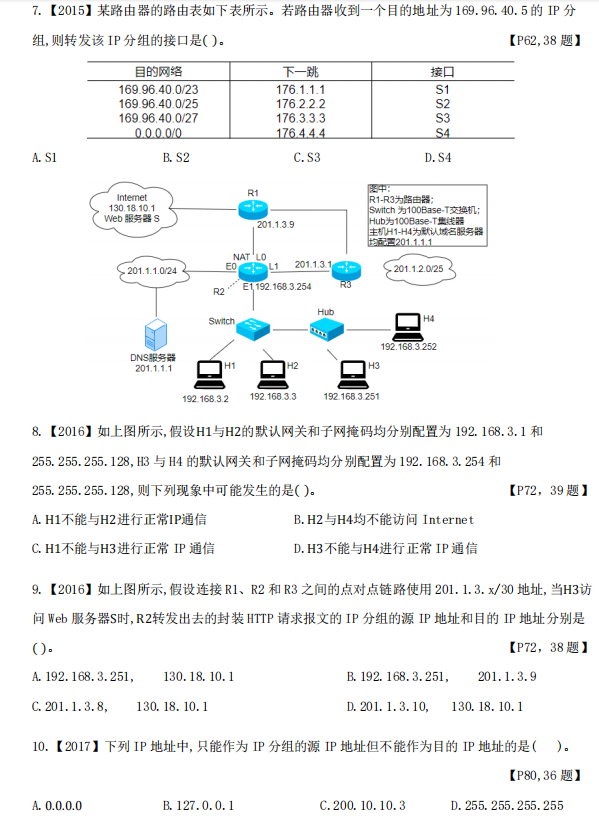 7.【2015】某路由器的路由表如下表所示。若路由器收到一个目的地址为 169.96.40.5 的 IP 分
组,则转发该 IP 分组的接口是( )。 【P62,38 题】
目的网络 下一跳 接口
169.96.40.0/23 176.1.1.1 S1
169.96.40.0/25 176.2.2.2 S2
169.96.40.0/27 176.3.3.3 S3
0.0.0.0/0 176.4.4.4 S4
A.S1 B.S2 C.S3 D.S4
Internet
130.18.10.1
Web 服务器 S
R1
201.1.3.9
图中:
R1-R3为路由器;
Switch 为100Base-T交换机;
Hub为100Base-T集线器
主机H1-H4为默认域名服务器
均配置201.1.1.1
201.1.1.0/24
NAT L0
E0 L1
201.1.3.1
R3
201.1.2.0/25
R2
E1 192.168.3.254
Switch
Hub
H4
192.168.3.252
DNS服务器
201.1.1.1
H1
192.168.3.2
H2
192.168.3.3
H3
192.168.3.251
8.【2016】如上图所示,假设H1与H2的默认网关和子网掩码均分别配置为 192.168.3.1 和
255.255.255.128,H3 与 H4 的默认网关和子网掩码均分别配置为 192.168.3.254 和
255.255.255.128,则下列现象中可能发生的是( )。 【P72, 39 题】
A.H1不能与H2进行正常IP通信 B.H2与H4均不能访问 Internet
C.H1不能与H3进行正常 IP 通信 D.H3不能与H4进行正常 IP 通信
9.【2016】如上图所示,假设连接 R1、R2 和 R3 之间的点对点链路使用 201.1.3.x/30 地址,当H3访
问 Web 服务器S时,R2转发出去的封装 HTTP 请求报文的 IP 分组的源 IP 地址和目的 IP 地址分别是
( )。 【P72, 38 题】
A.192.168.3.251, 130.18.10.1 B.192.168.3.251, 201.1.3.9
C.201.1.3.8, 130.18.10.1 D.201.1.3.10, 130.18.10.1
10.【2017】下列 IP 地址中,只能作为 IP 分组的源 IP 地址但不能作为目的 IP 地址的是( )。
【P80,36 题】
A.0.0.0.0 B.127.0.0.1 C.200.10.10.3 D.255.255.255.255